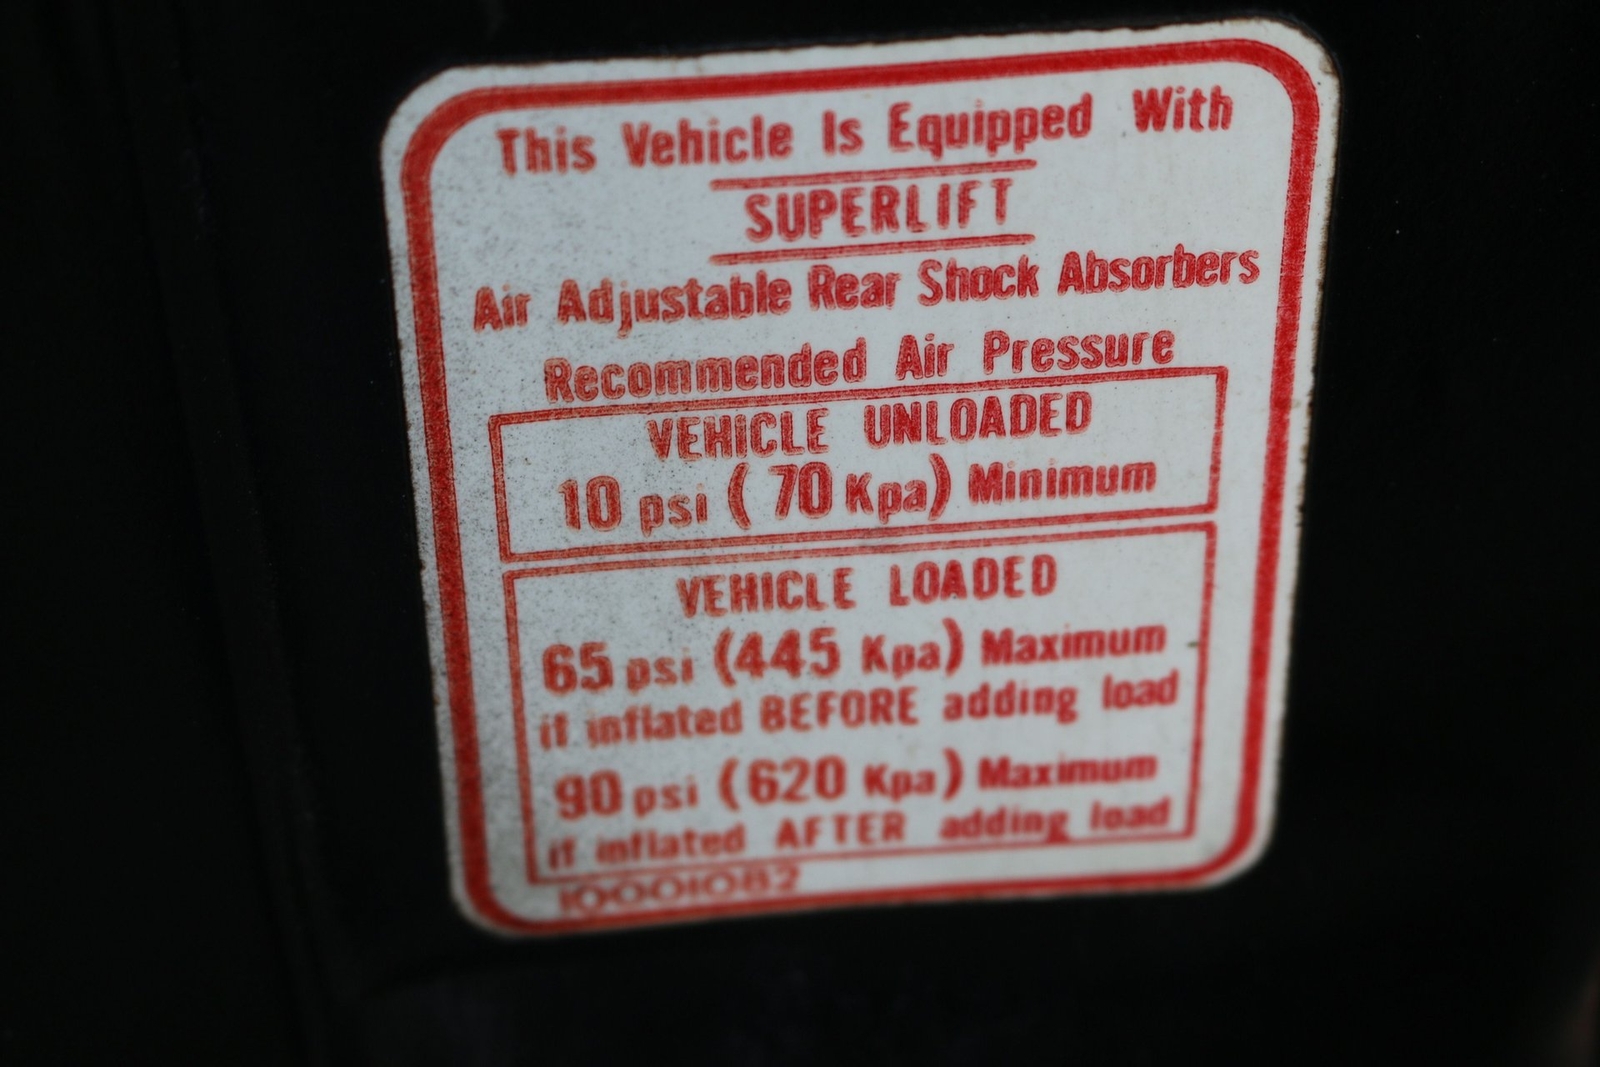 This Vehicle Is Equipped With
SUPERLIFT
Air Adjustable Rear Shock Absorbers
Recommended Air Pressure
VEHICLE UNLOADED
10 psi ( 70 Kpa) Minimum
VEHICLE LOADED
65 psi (445 Kpa) Maximum
if inflated BEFORE adding load
90 psi (620 Kpa) Maximum
if inflated AFTER adding load
10001082